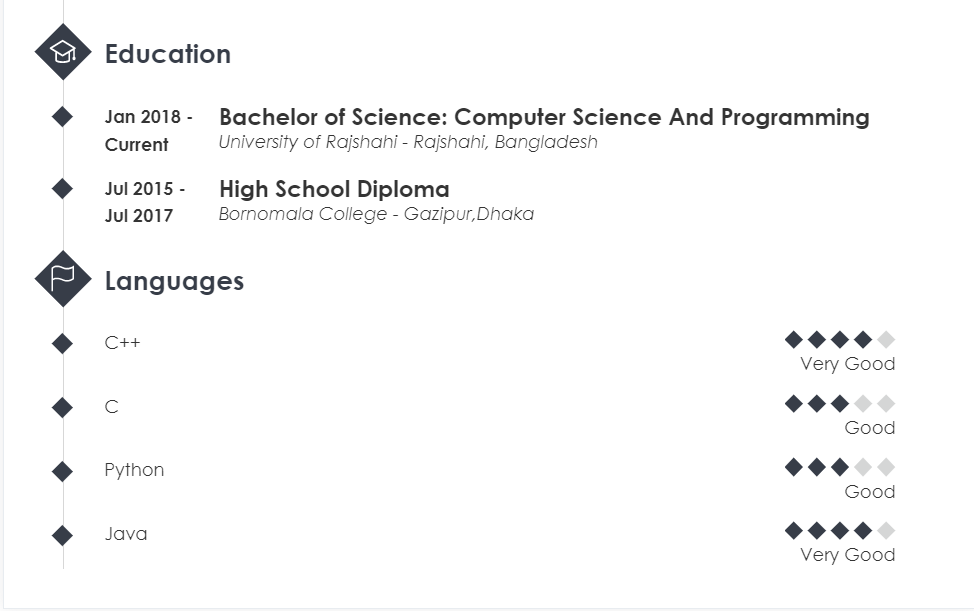 Education
Jan 2018 -
Current
Bachelor of Science: Computer Science And Programming
University of Rajshahi - Rajshahi, Bangladesh
Jul 2015 -
Jul 2017
High School Diploma
Bornomala College - Gazipur,Dhaka
Languages
C++
Very Good
C
Good
Python
Good
Java
Very Good